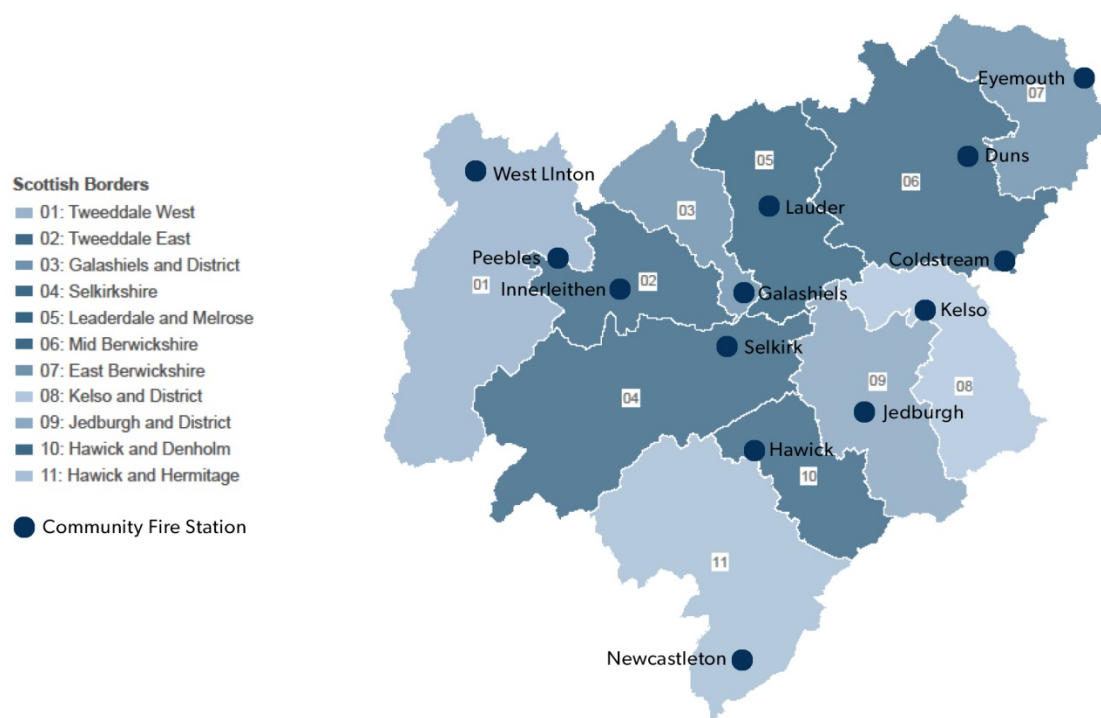 Scottish Borders
01: Tweeddale West
02: Tweeddale East
03: Galashiels and District
04: Selkirkshire
05: Leaderdale and Melrose
06: Mid Berwickshire
07: East Berwickshire
08: Kelso and District
09: Jedburgh and District
10: Hawick and Denholm
11: Hawick and Hermitage
Community Fire Station
Eyemouth
07
Duns
05
West LInton
06
Lauder
03
Peebles
Coldstream
02
01
Innerleithen
Galashiels
Kelso
Selkirk
09
08
04
Jedburgh
Hawick
10
11
Newcastleton